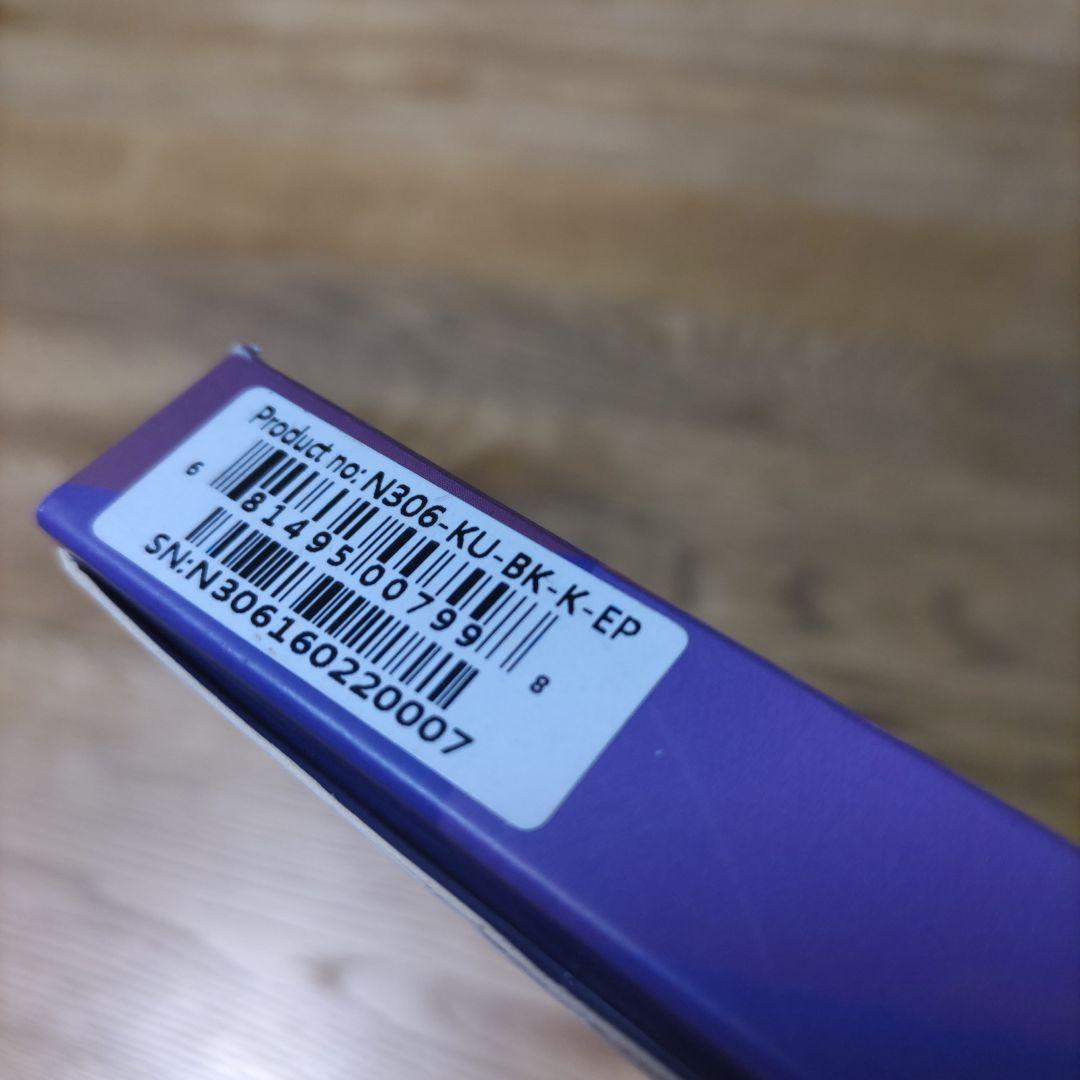 Product no: N306-KU-BK-K-EP
6 81495 00799 8
SN:N306160220007